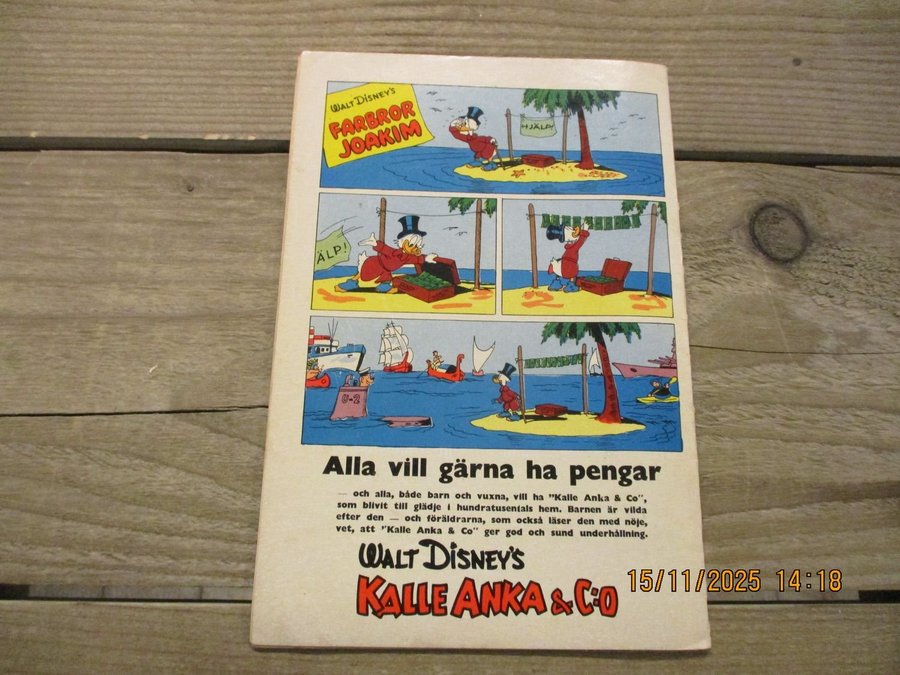 WALT DISNEY'S
FARBROR
JOAKIM
HJÄLP!
ÄLP!
U-2
Alla vill gärna ha pengar
— och alla, både barn och vuxna, vill ha "Kalle Anka & Co",
som blivit till glädje i hundratusentals hem. Barnen är vilda
efter den — och föräldrarna, som också läser den med nöje,
vet, att "Kalle Anka & Co" ger god och sund underhållning.
WALT DISNEY'S
KALLE ANKA & C:O
15/11/2025 14:18